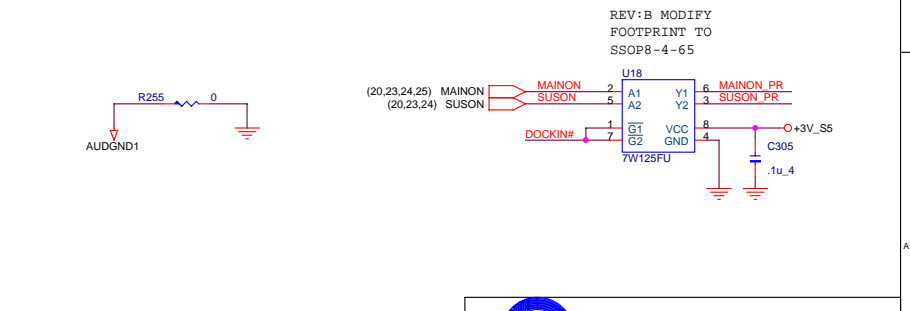 REV:B MODIFY
FOOTPRINT TO
SSOP8-4-65
U18
R255 0
AUDGND1
(20,23,24,25) MAINON MAINON 2 A1 Y1 6 MAINON_PR
(20,23,24) SUSON SUSON 5 A2 Y2 3 SUSON_PR
1 G1 VCC 8 +3V_S5
DOCKIN# 7 G2 GND 4
C305
7W125FU
.1u_4
A